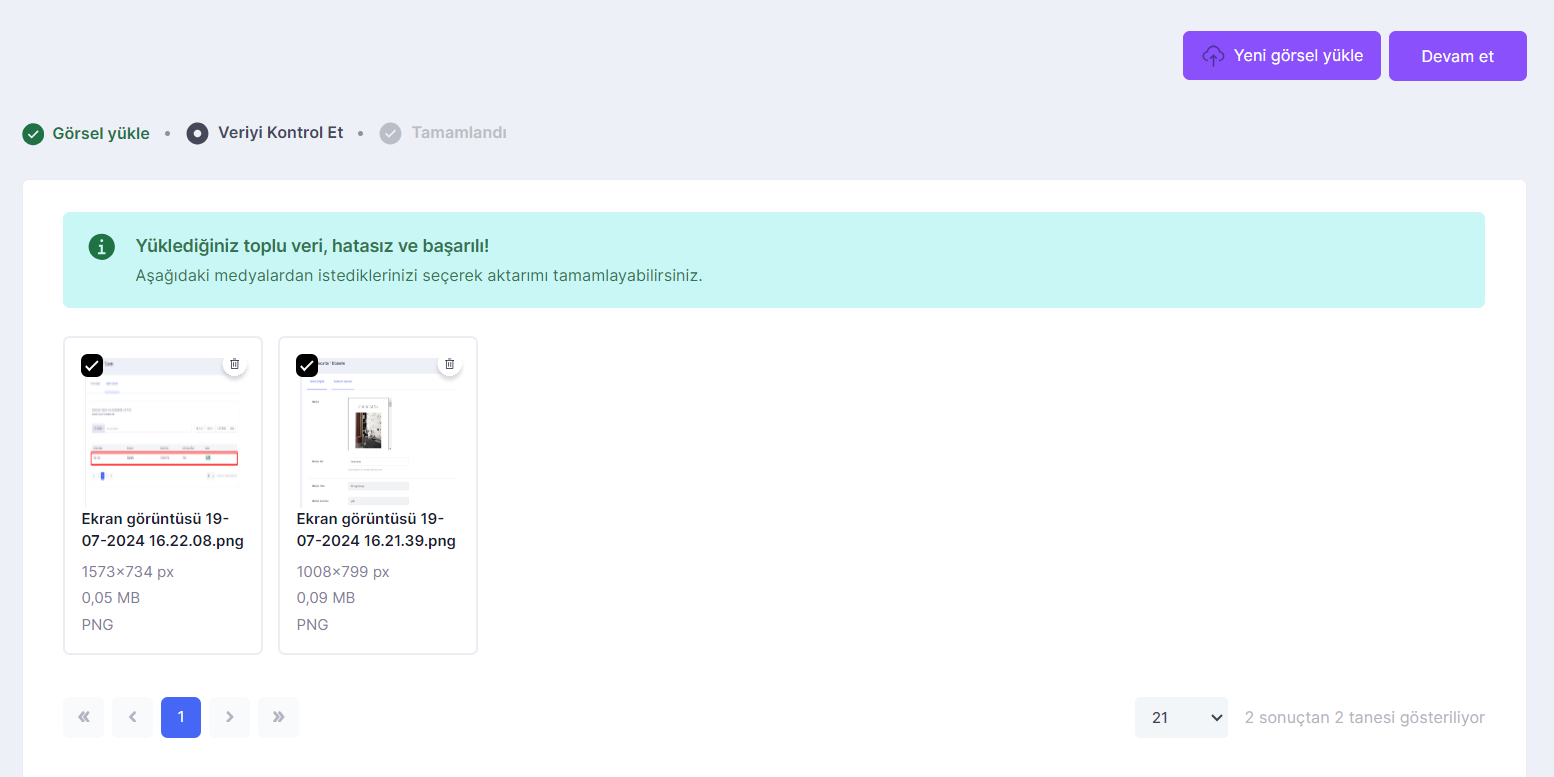 Yeni görsel yükle
Devam et
Görsel yükle • Veriyi Kontrol Et • Tamamlandı
Yüklediğiniz toplu veri, hatasız ve başarılı!
Aşağıdaki medyalardan istediklerinizi seçerek aktarımı tamamlayabilirsiniz.
Ekran görüntüsü 19-
07-2024 16.22.08.png
1573×734 px
0,05 MB
PNG
Ekran görüntüsü 19-
07-2024 16.21.39.png
1008×799 px
0,09 MB
PNG
« ‹ 1 › »
21
2 sonuçtan 2 tanesi gösteriliyor